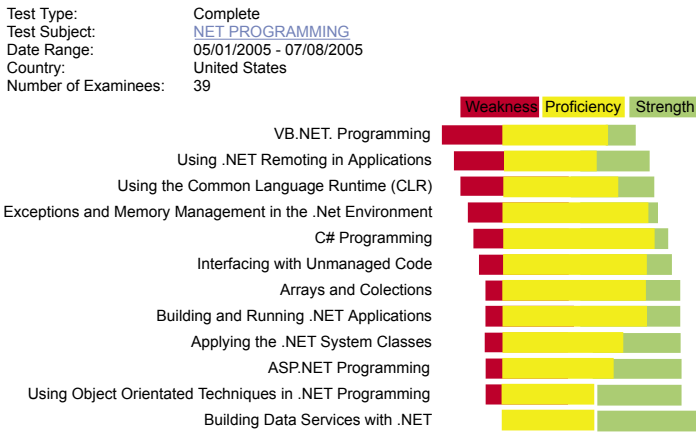 Test Type: Complete
Test Subject: NET PROGRAMMING
Date Range: 05/01/2005 - 07/08/2005
Country: United States
Number of Examinees: 39
Weakness Proficiency Strength
VB.NET. Programming
Using .NET Remoting in Applications
Using the Common Language Runtime (CLR)
Exceptions and Memory Management in the .Net Environment
C# Programming
Interfacing with Unmanaged Code
Arrays and Colections
Building and Running .NET Applications
Applying the .NET System Classes
ASP.NET Programming
Using Object Orientated Techniques in .NET Programming
Building Data Services with .NET